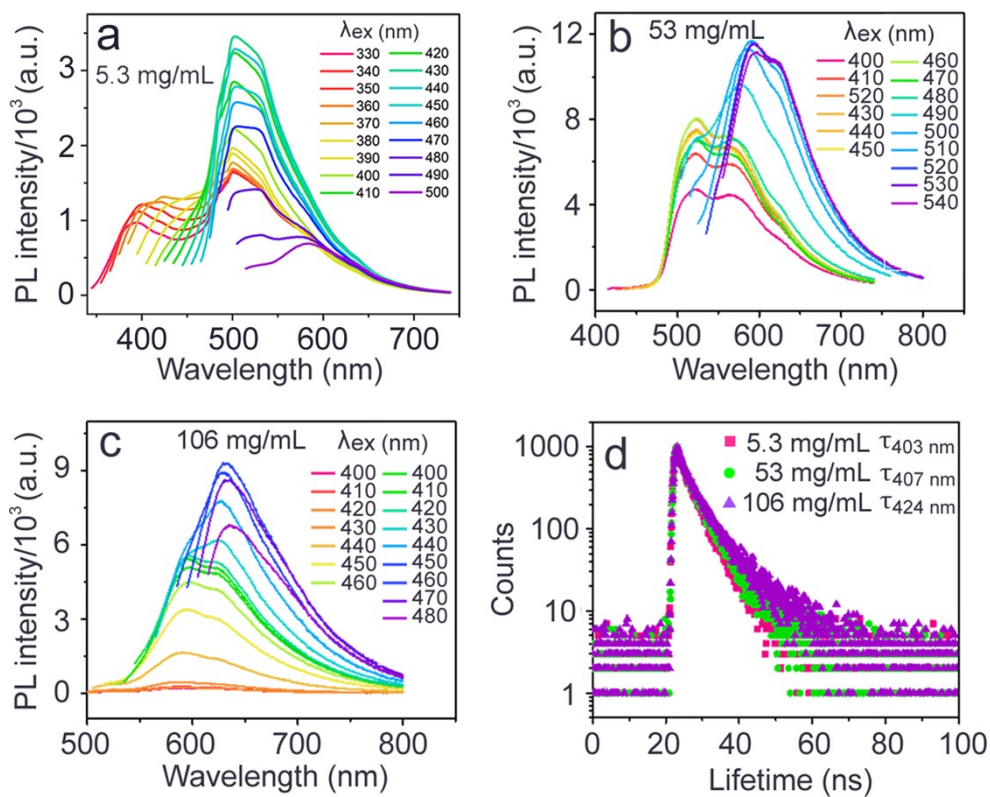 a
5.3 mg/mL
λex (nm)
330 420
340 430
350 440
360 450
370 460
380 470
390 480
400 490
410 500
PL intensity/10³ (a.u.)
3
2
1
0
400 500 600 700
Wavelength (nm)
b
53 mg/mL
λex (nm)
400 460
410 470
520 480
430 490
440 500
450 510
520
530
540
PL intensity/10³ (a.u.)
12
8
4
0
400 500 600 700 800
Wavelength (nm)
c
106 mg/mL
λex (nm)
400 400
410 410
420 420
430 430
440 440
450 450
460 460
470
480
PL intensity/10³ (a.u.)
9
6
3
0
500 600 700 800
Wavelength (nm)
d
5.3 mg/mL τ403 nm
53 mg/mL τ407 nm
106 mg/mL τ424 nm
Counts
1000
100
10
1
0 20 40 60 80 100
Lifetime (ns)